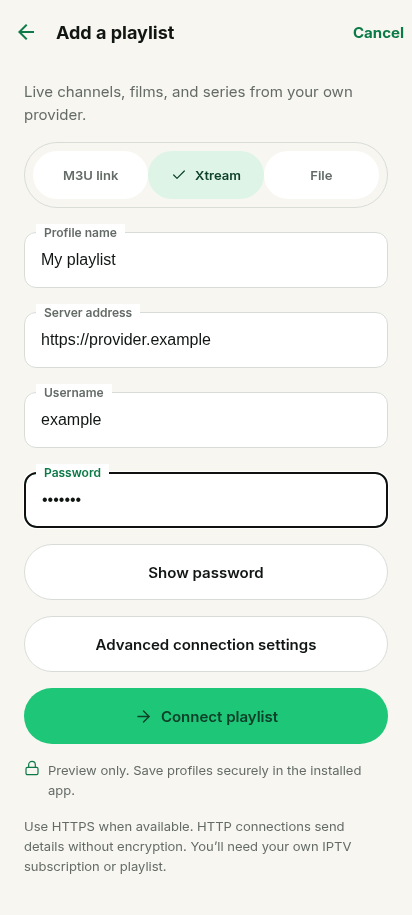 Add a playlist
Cancel
Live channels, films, and series from your own
provider.
M3U link
Xtream
File
Profile name
My playlist
Server address
https://provider.example
Username
example
Password
•••••••
Show password
Advanced connection settings
Connect playlist
Preview only. Save profiles securely in the installed
app.
Use HTTPS when available. HTTP connections send
details without encryption. You’ll need your own IPTV
subscription or playlist.